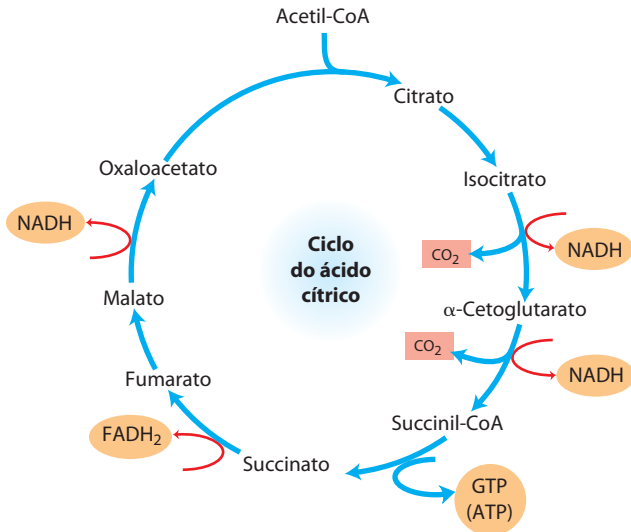 Acetil-CoA
Citrato
Isocitrato
NADH
CO2
α-Cetoglutarato
CO2
NADH
Succinil-CoA
GTP
(ATP)
Succinato
FADH2
Fumarato
Malato
NADH
Oxaloacetato
Ciclo
do ácido
cítrico